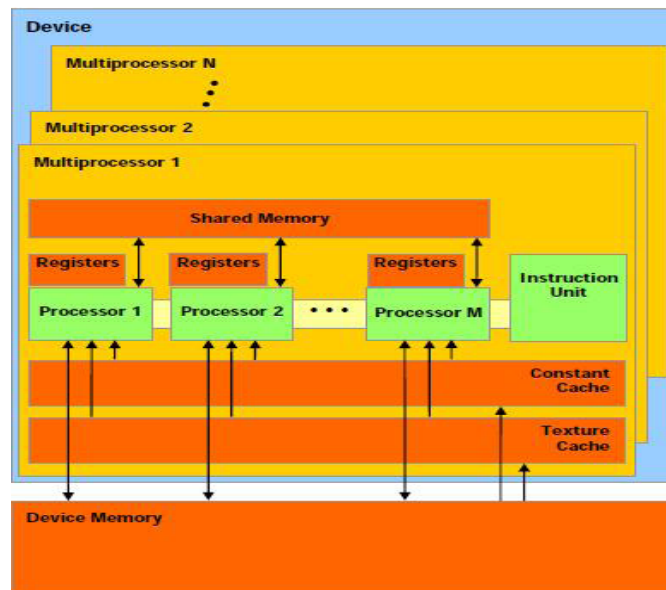 Device
Multiprocessor N
Multiprocessor 2
Multiprocessor 1
Shared Memory
Registers
Registers
Registers
Processor 1
Processor 2
Processor M
Instruction
Unit
Constant
Cache
Texture
Cache
Device Memory